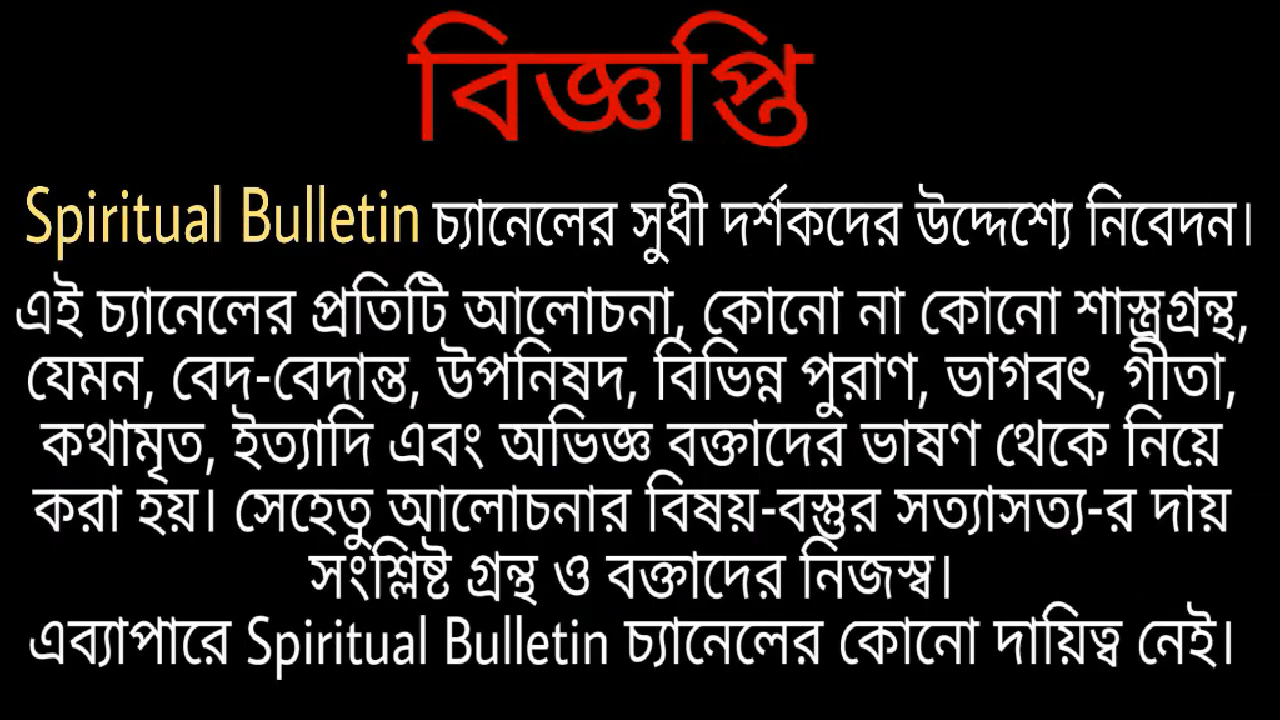 বিজ্ঞপ্তি
Spiritual Bulletin চ্যানেলের সুধী দর্শকদের উদ্দেশ্যে নিবেদন।
এই চ্যানেলের প্রতিটি আলোচনা, কোনো না কোনো শাস্ত্রগ্রন্থ,
যেমন, বেদ-বেদান্ত, উপনিষদ, বিভিন্ন পুরাণ, ভাগবৎ, গীতা,
কথামৃত, ইত্যাদি এবং অভিজ্ঞ বক্তাদের ভাষণ থেকে নিয়ে
করা হয়। সেহেতু আলোচনার বিষয়-বস্তুর সত্যাসত্য-র দায়
সংশ্লিষ্ট গ্রন্থ ও বক্তাদের নিজস্ব।
এব্যাপারে Spiritual Bulletin চ্যানেলের কোনো দায়িত্ব নেই।